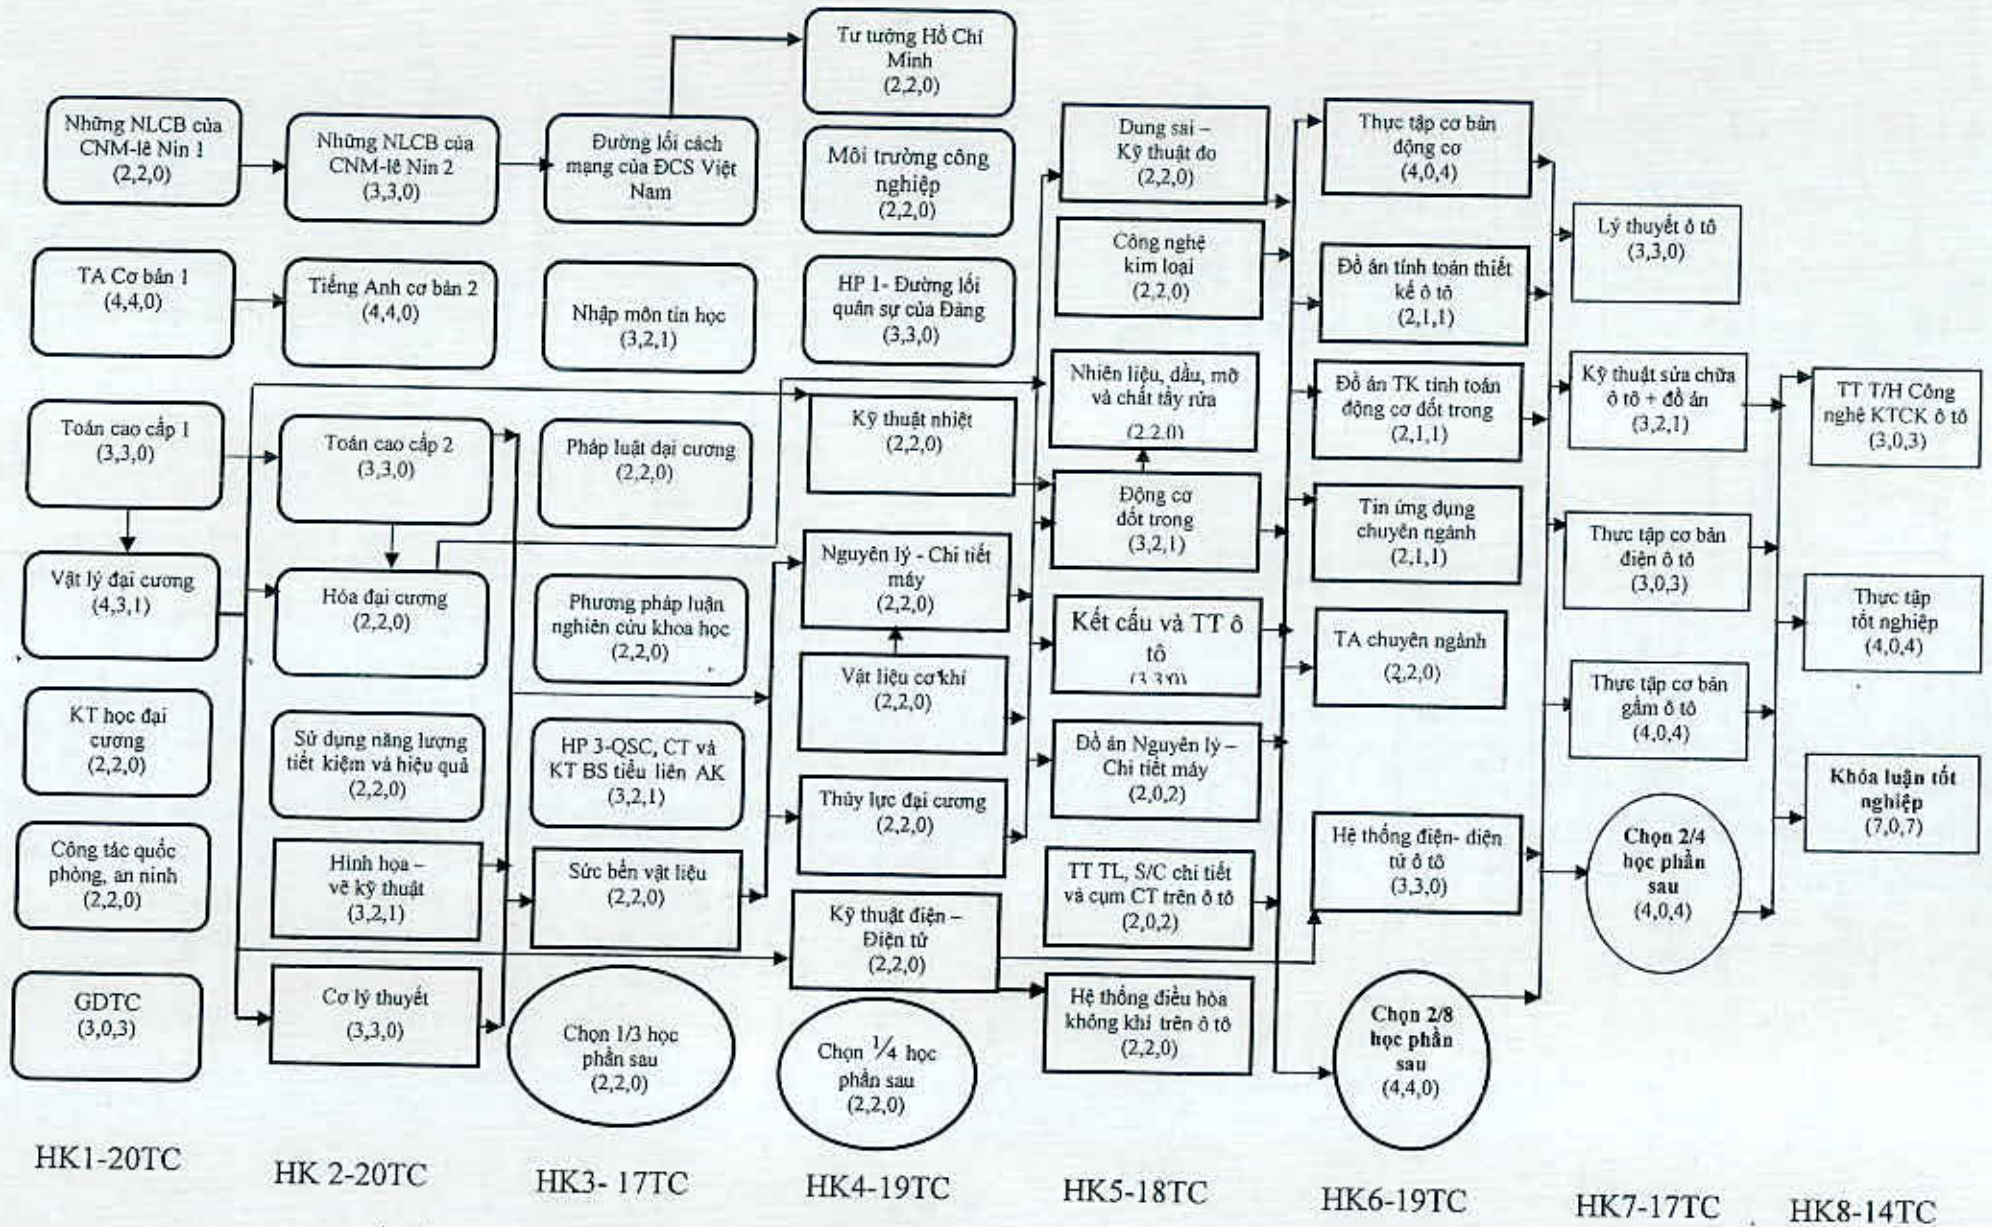 Tư tưởng Hồ Chí
Minh
(2,2,0)
Những NLCB của
CNM-lê Nin 1
(2,2,0)
Những NLCB của
CNM-lê Nin 2
(3,3,0)
Đường lối cách
mạng của ĐCS Việt
Nam
Môi trường công
nghiệp
(2,2,0)
Dung sai –
Kỹ thuật đo
(2,2,0)
Thực tập cơ bản
động cơ
(4,0,4)
TA Cơ bản 1
(4,4,0)
Tiếng Anh cơ bản 2
(4,4,0)
Nhập môn tin học
(3,2,1)
HP 1- Đường lối
quân sự của Đảng
(3,3,0)
Công nghệ
kim loại
(2,2,0)
Đồ án tính toán thiết
kế ô tô
(2,1,1)
Lý thuyết ô tô
(3,3,0)
Toán cao cấp 1
(3,3,0)
Toán cao cấp 2
(3,3,0)
Pháp luật đại cương
(2,2,0)
Kỹ thuật nhiệt
(2,2,0)
Nhiên liệu, dầu, mỡ
và chất tẩy rửa
(2,2,0)
Đồ án TK tính toán
động cơ đốt trong
(2,1,1)
Kỹ thuật sửa chữa
ô tô + đồ án
(3,2,1)
TT T/H Công
nghệ KTCK ô tô
(3,0,3)
Vật lý đại cương
(4,3,1)
Hóa đại cương
(2,2,0)
Phương pháp luận
nghiên cứu khoa học
(2,2,0)
Nguyên lý - Chi tiết
máy
(2,2,0)
Động cơ
đốt trong
(3,2,1)
Tin ứng dụng
chuyên ngành
(2,1,1)
Thực tập cơ bản
điện ô tô
(3,0,3)
Thực tập
tốt nghiệp
(4,0,4)
KT học đại
cương
(2,2,0)
Sử dụng năng lượng
tiết kiệm và hiệu quả
(2,2,0)
HP 3-QSC, CT và
KT BS tiểu liên AK
(3,2,1)
Vật liệu cơ khí
(2,2,0)
Kết cấu và TT ô
tô
(3,3,0)
TA chuyên ngành
(2,2,0)
Thực tập cơ bản
gầm ô tô
(4,0,4)
Khóa luận tốt
nghiệp
(7,0,7)
Công tác quốc
phòng, an ninh
(2,2,0)
Hình họa –
vẽ kỹ thuật
(3,2,1)
Sức bền vật liệu
(2,2,0)
Thủy lực đại cương
(2,2,0)
Đồ án Nguyên lý –
Chi tiết máy
(2,0,2)
Hệ thống điện- điện
tử ô tô
(3,3,0)
Chọn 2/4
học phần
sau
(4,0,4)
GDTC
(3,0,3)
Cơ lý thuyết
(3,3,0)
Chọn 1/3 học
phần sau
(2,2,0)
Kỹ thuật điện –
Điện tử
(2,2,0)
TT TL, S/C chi tiết
và cụm CT trên ô tô
(2,0,2)
Chọn 2/8
học phần
sau
(4,4,0)
Chọn ¼ học
phần sau
(2,2,0)
Hệ thống điều hòa
không khí trên ô tô
(2,2,0)
HK1-20TC
HK 2-20TC
HK3- 17TC
HK4-19TC
HK5-18TC
HK6-19TC
HK7-17TC
HK8-14TC